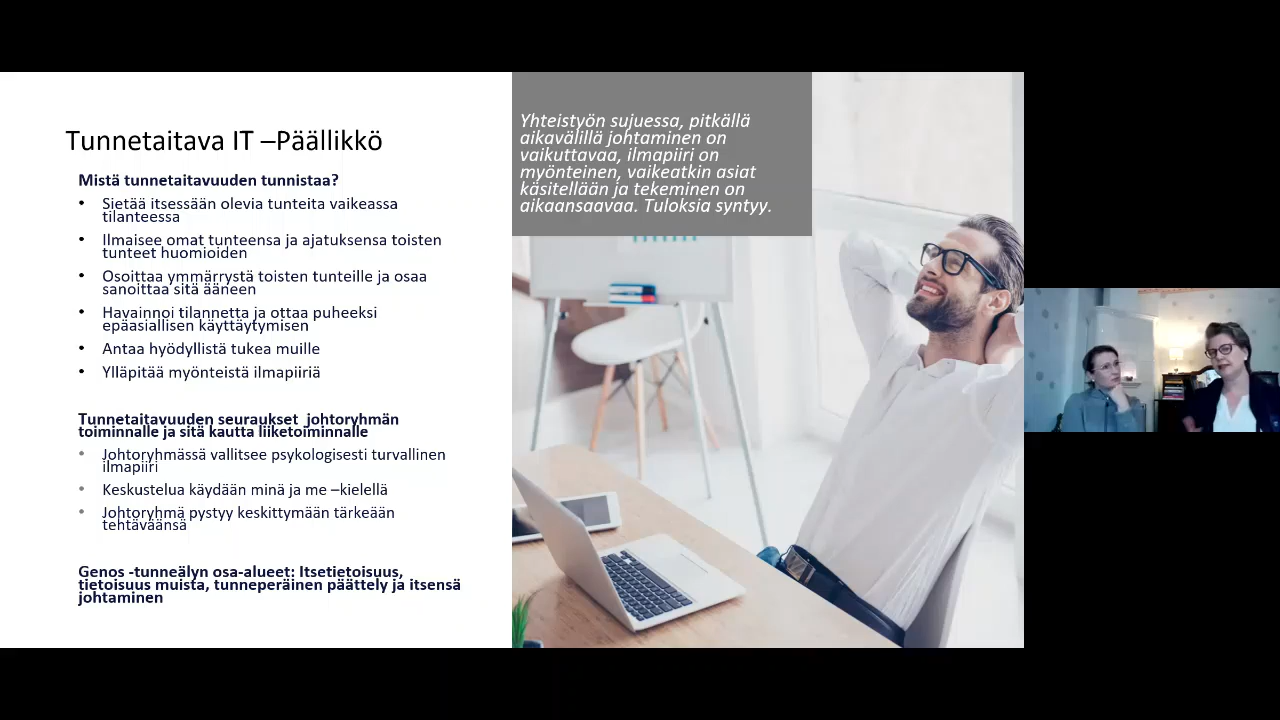 Tunnetaitava IT –Päällikkö
Mistä tunnetaitavuuden tunnistaa?
• Sietää itsessään olevia tunteita vaikeassa
tilanteessa
• Ilmaisee omat tunteensa ja ajatuksensa toisten
tunteet huomioiden
• Osoittaa ymmärrystä toisten tunteille ja osaa
sanoittaa sitä ääneen
• Havainnoi tilannetta ja ottaa puheeksi
epäasiallisen käyttäytymisen
• Antaa hyödyllistä tukea muille
• Ylläpitää myönteistä ilmapiiriä
Tunnetaitavuuden seuraukset johtoryhmän
toiminnalle ja sitä kautta liiketoiminnalle
• Johtoryhmässä vallitsee psykologisesti turvallinen
ilmapiiri
• Keskustelua käydään minä ja me –kielellä
• Johtoryhmä pystyy keskittymään tärkeään
tehtäväänsä
Genos -tunneälyn osa-alueet: Itsetietoisuus,
tietoisuus muista, tunneperäinen päättely ja itsensä
johtaminen
Yhteistyön sujuessa, pitkällä
aikavälillä johtaminen on
vaikuttavaa, ilmapiiri on
myönteinen, vaikeatkin asiat
käsitellään ja tekeminen on
aikaansaavaa. Tuloksia syntyy.